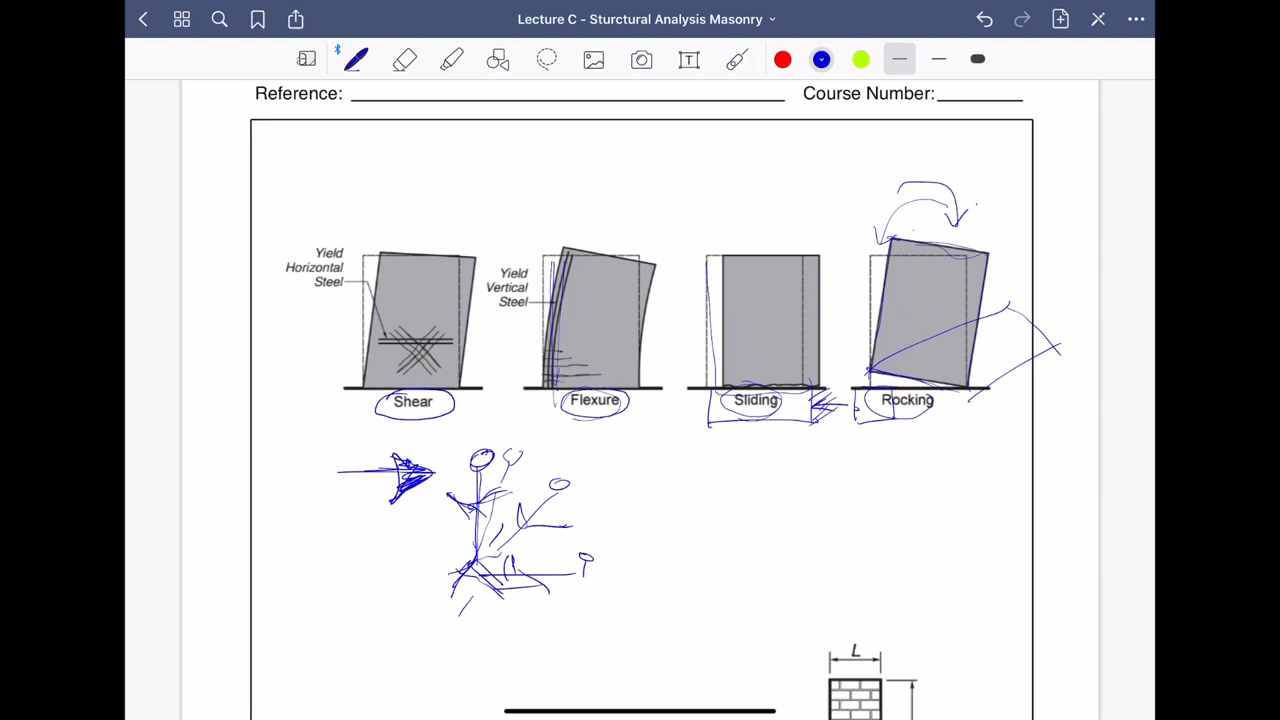 Lecture C - Sturctural Analysis Masonry
T
Reference:
Course Number:
Yield
Horizontal
Steel
Yield
Vertical
Steel
Shear
Flexure
Sliding
Rocking
L